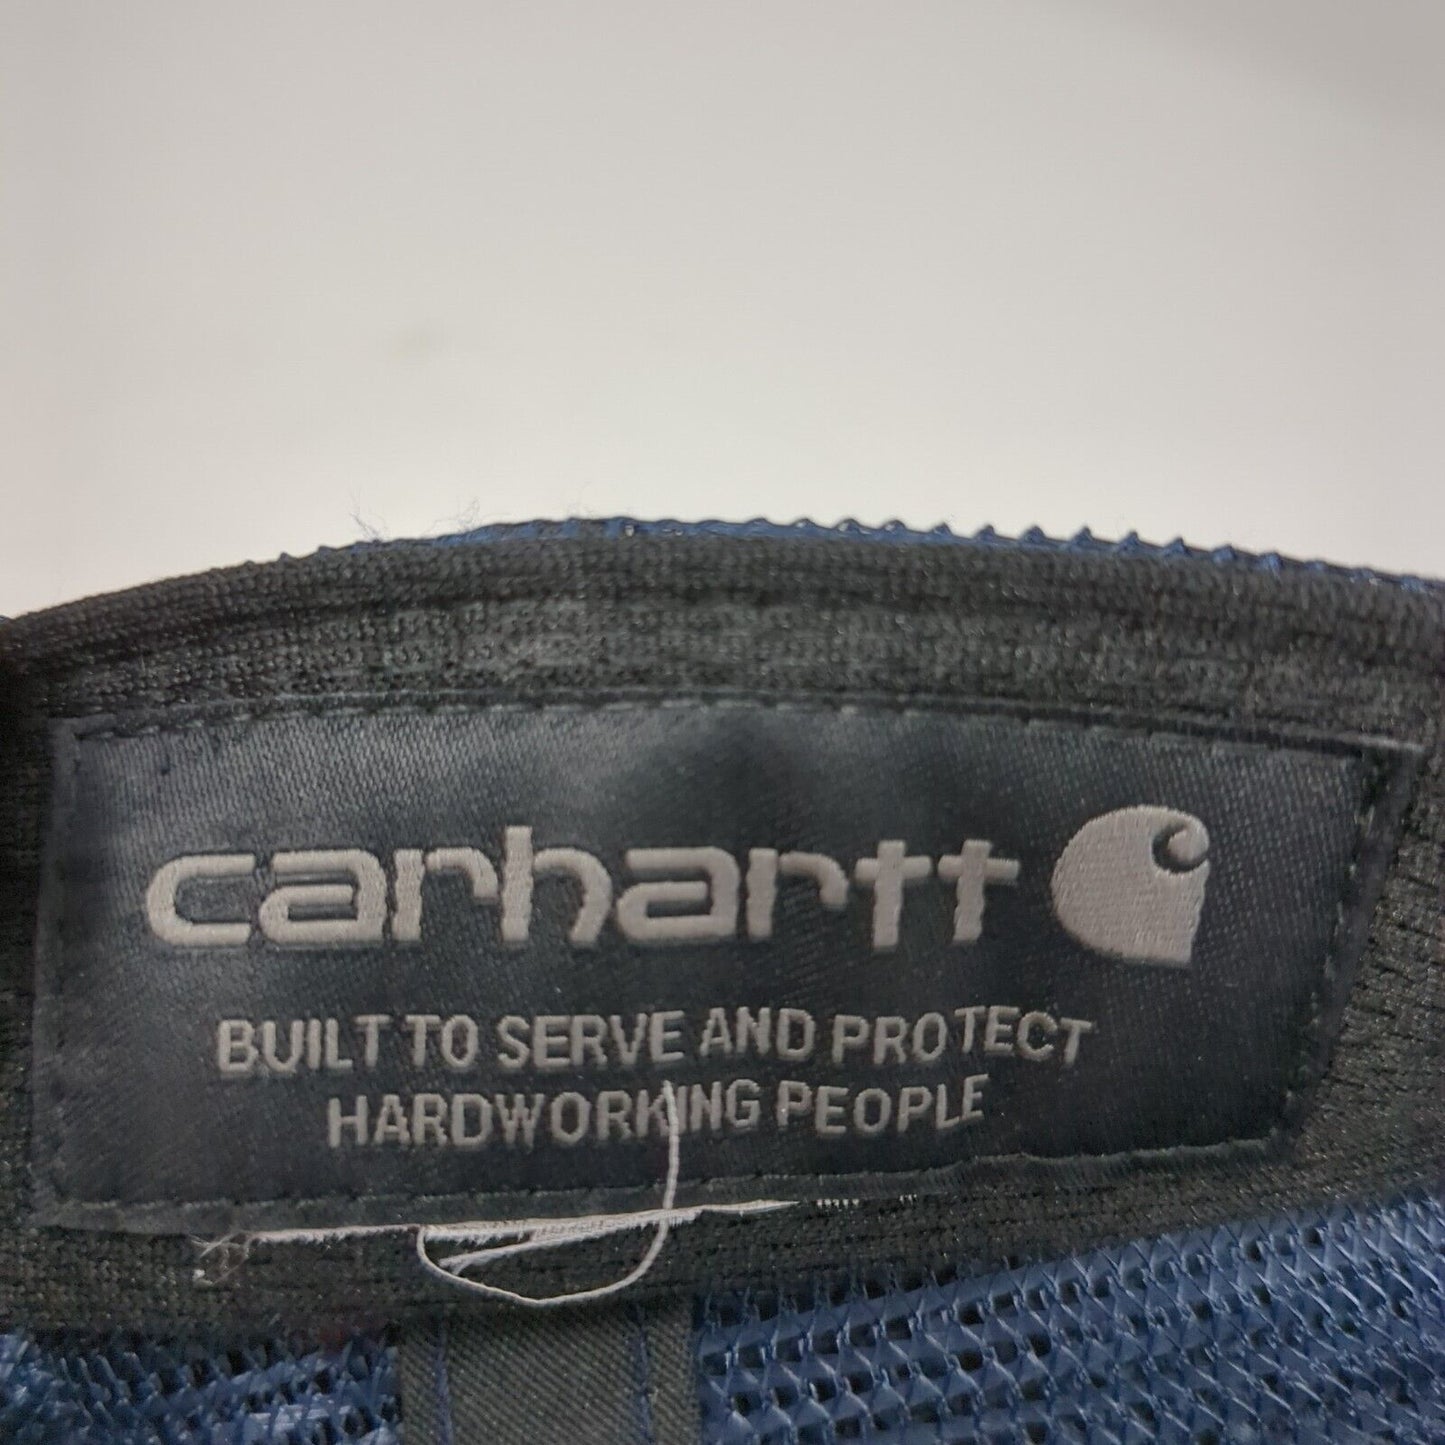 carhartt
BUILT TO SERVE AND PROTECT
HARDWORKING PEOPLE